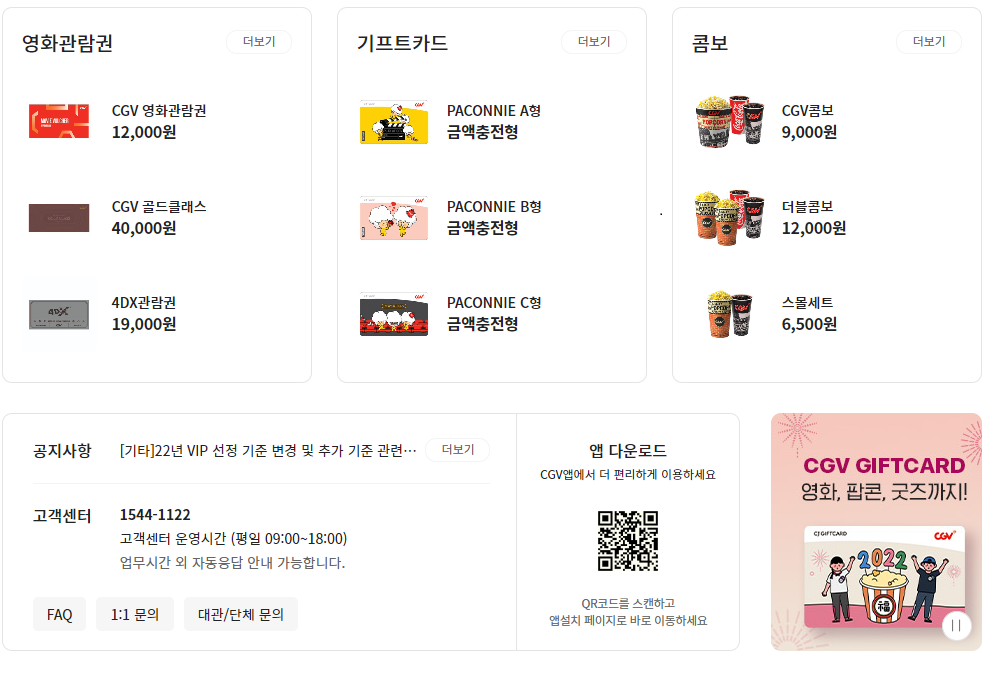 영화관람권
더보기
CGV 영화관람권
12,000원
CGV 골드클래스
40,000원
4DX
4DX관람권
19,000원
기프트카드
더보기
PACONNIE A형
금액충전형
PACONNIE B형
금액충전형
PACONNIE C형
금액충전형
콤보
더보기
CGV콤보
9,000원
더블콤보
12,000원
스몰세트
6,500원
공지사항
[기타]22년 VIP 선정 기준 변경 및 추가 기준 관련…
더보기
고객센터
1544-1122
고객센터 운영시간 (평일 09:00~18:00)
업무시간 외 자동응답 안내 가능합니다.
FAQ
1:1 문의
대관/단체 문의
앱 다운로드
CGV앱에서 더 편리하게 이용하세요
QR코드를 스캔하고
앱설치 페이지로 바로 이동하세요
CGV GIFTCARD
영화, 팝콘, 굿즈까지!
CJ GIFTCARD
CGV
2022
福